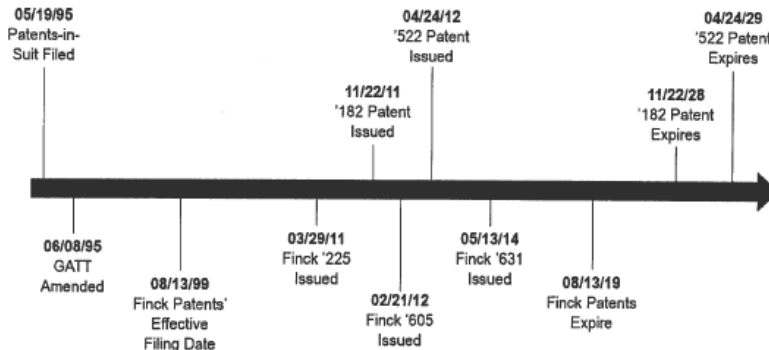 05/19/95
Patents-in-
Suit Filed
04/24/12
'522 Patent
Issued
04/24/29
'522 Patent
Expires
11/22/11
'182 Patent
Issued
11/22/28
'182 Patent
Expires
06/08/95
GATT
Amended
08/13/99
Finck Patents'
Effective
Filing Date
03/29/11
Finck '225
Issued
02/21/12
Finck '605
Issued
05/13/14
Finck '631
Issued
08/13/19
Finck Patents
Expire